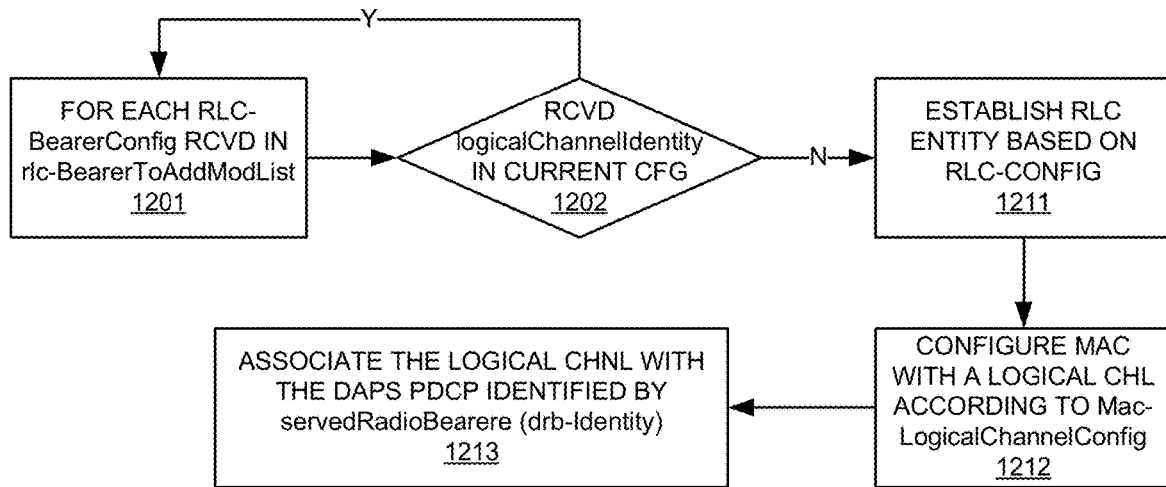 Y
FOR EACH RLC-
BearerConfig RCVD IN
rlc-BearerToAddModList
1201
RCVD
logicalChannelIdentity
IN CURRENT CFG
1202
N
ESTABLISH RLC
ENTITY BASED ON
RLC-CONFIG
1211
CONFIGURE MAC
WITH A LOGICAL CHL
ACCORDING TO Mac-
LogicalChannelConfig
1212
ASSOCIATE THE LOGICAL CHNL WITH
THE DAPS PDCP IDENTIFIED BY
servedRadioBearere (drb-Identity)
1213